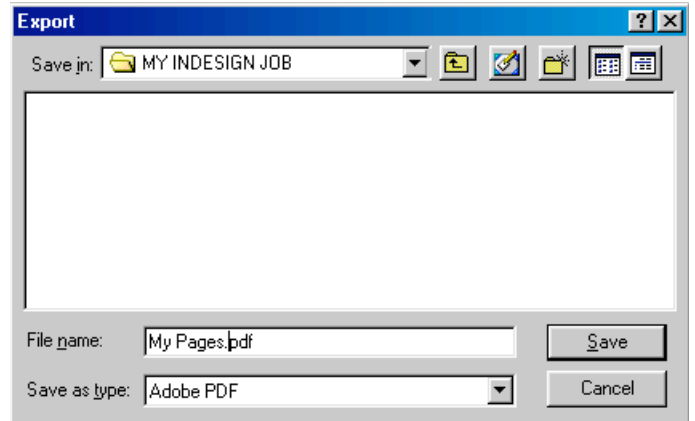 Export
Save in: MY INDESIGN JOB
File name: My Pages.pdf
Save
Save as type: Adobe PDF
Cancel